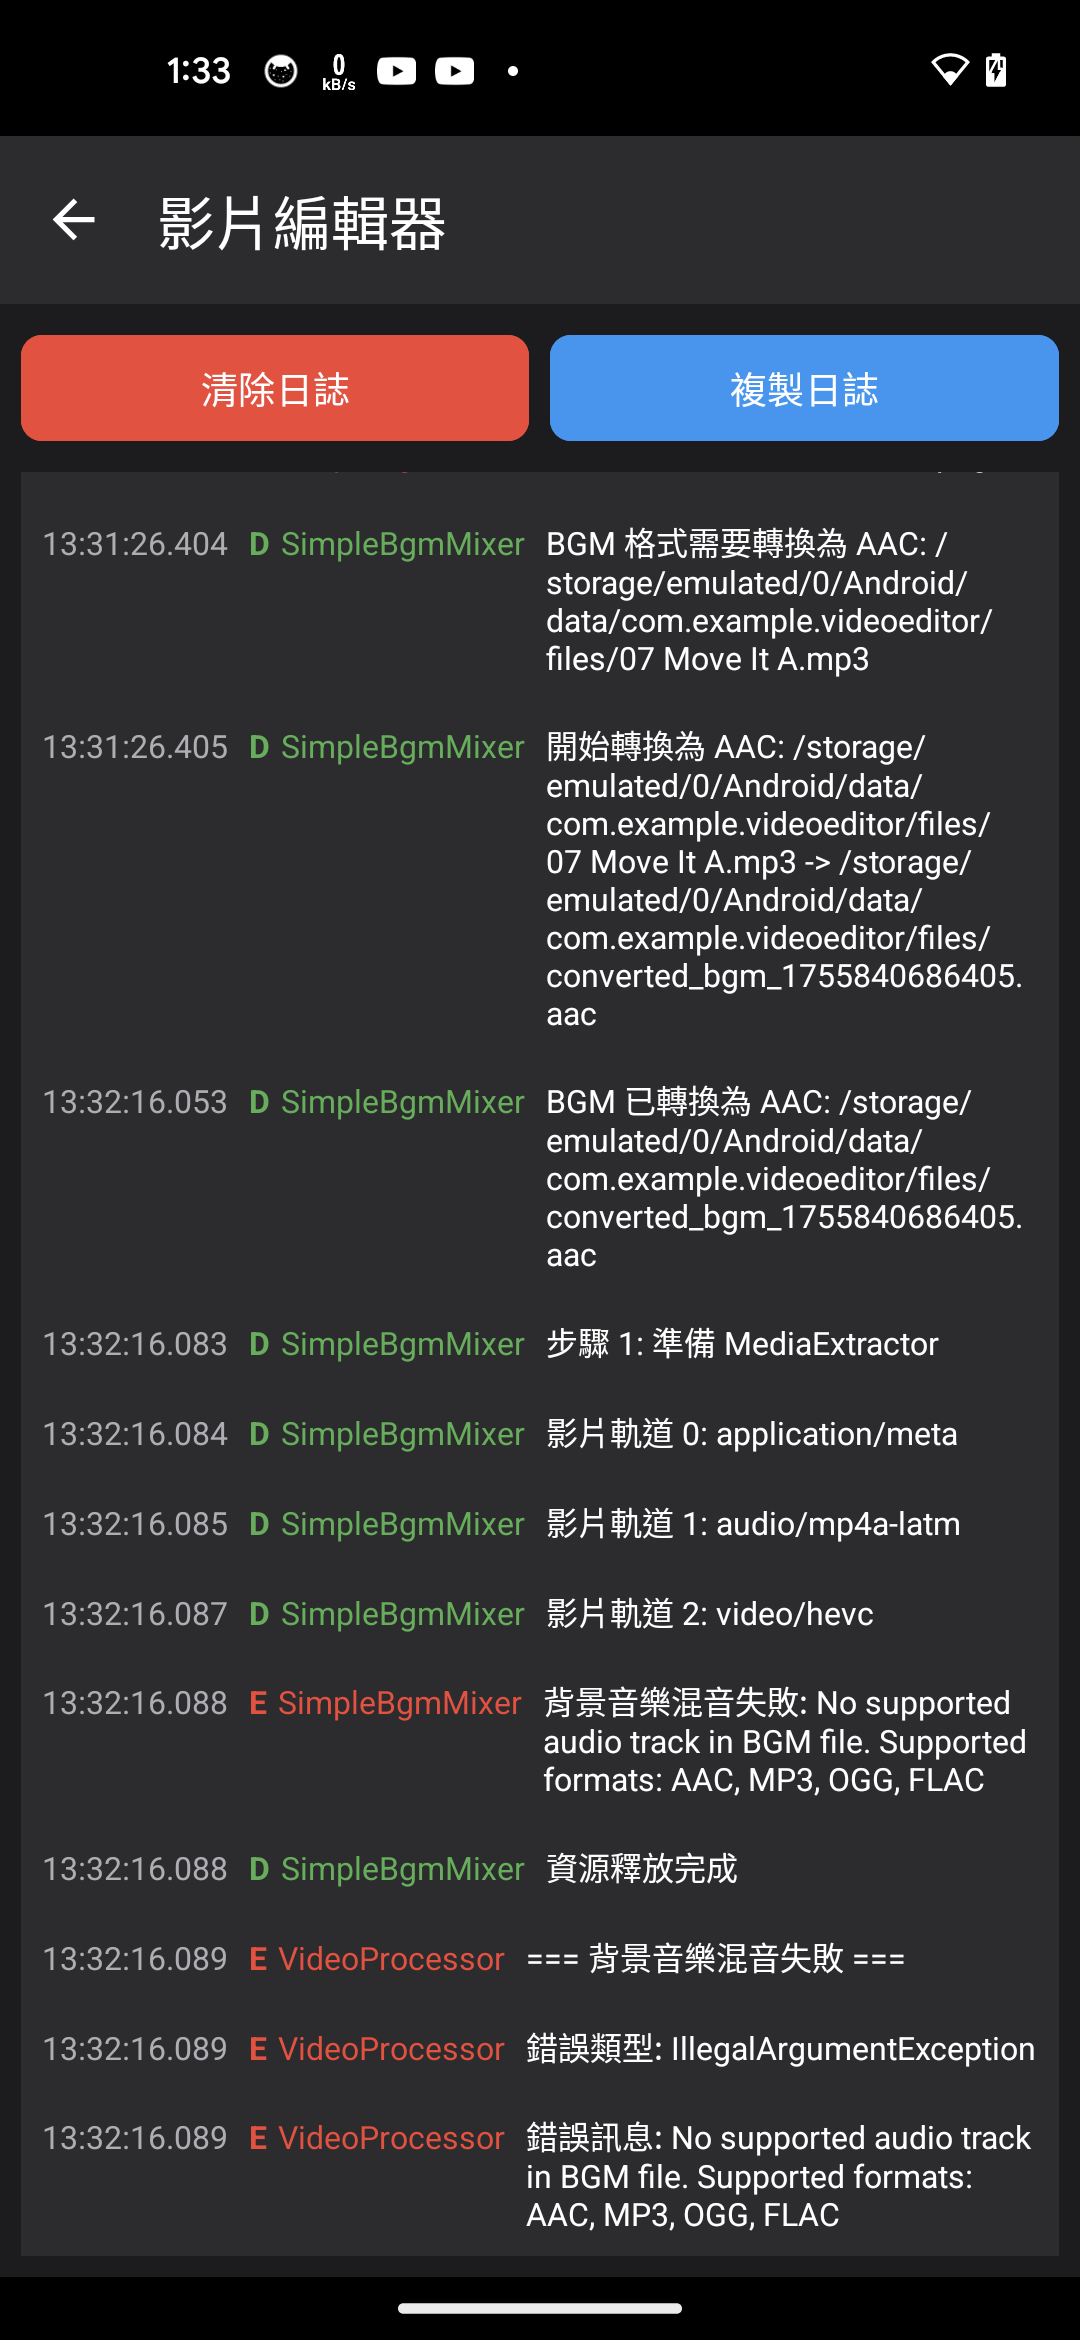 1:33
0
kB/s
影片編輯器
清除日誌
複製日誌
13:31:26.404 D SimpleBgmMixer BGM 格式需要轉換為 AAC: /
storage/emulated/0/Android/
data/com.example.videoeditor/
files/07 Move It A.mp3
13:31:26.405 D SimpleBgmMixer 開始轉換為 AAC: /storage/
emulated/0/Android/data/
com.example.videoeditor/files/
07 Move It A.mp3 -> /storage/
emulated/0/Android/data/
com.example.videoeditor/files/
converted_bgm_1755840686405.
aac
13:32:16.053 D SimpleBgmMixer BGM 已轉換為 AAC: /storage/
emulated/0/Android/data/
com.example.videoeditor/files/
converted_bgm_1755840686405.
aac
13:32:16.083 D SimpleBgmMixer 步驟 1: 準備 MediaExtractor
13:32:16.084 D SimpleBgmMixer 影片軌道 0: application/meta
13:32:16.085 D SimpleBgmMixer 影片軌道 1: audio/mp4a-latm
13:32:16.087 D SimpleBgmMixer 影片軌道 2: video/hevc
13:32:16.088 E SimpleBgmMixer 背景音樂混音失敗: No supported
audio track in BGM file. Supported
formats: AAC, MP3, OGG, FLAC
13:32:16.088 D SimpleBgmMixer 資源釋放完成
13:32:16.089 E VideoProcessor === 背景音樂混音失敗 ===
13:32:16.089 E VideoProcessor 錯誤類型: IllegalArgumentException
13:32:16.089 E VideoProcessor 錯誤訊息: No supported audio track
in BGM file. Supported formats:
AAC, MP3, OGG, FLAC